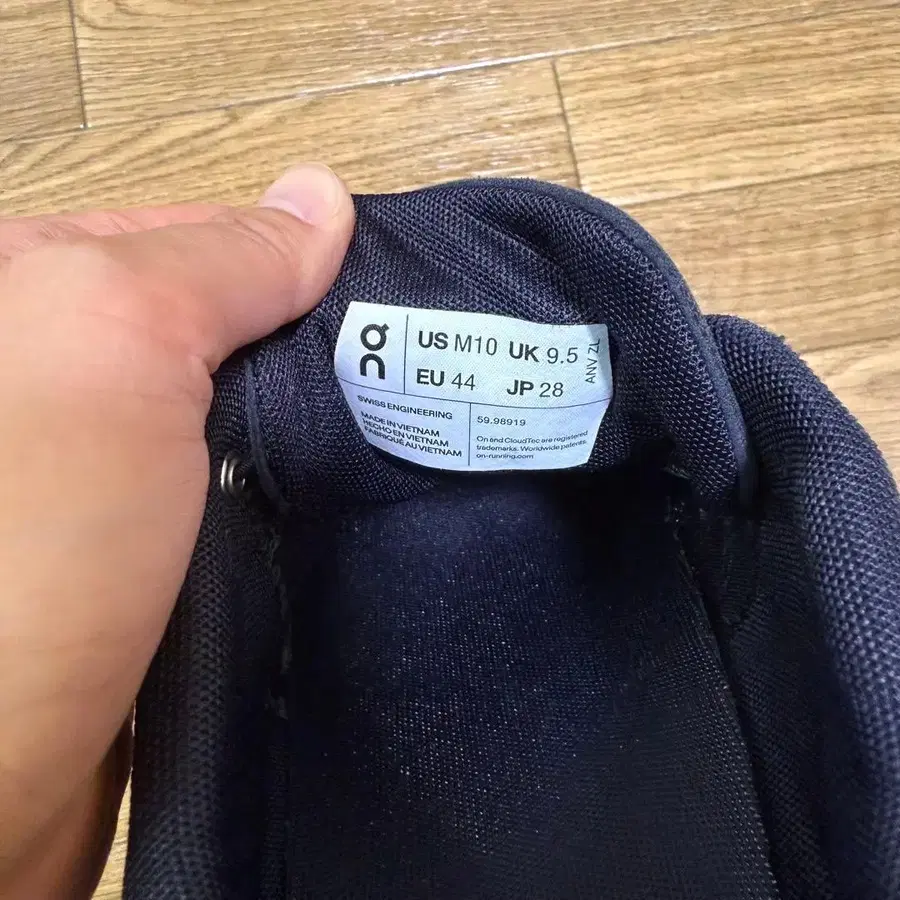 On
US M10 UK 9.5
EU 44 JP 28
ANV ZL
SWISS ENGINEERING
MADE IN VIETNAM
HECHO EN VIETNAM
FABRIQUÉ AU VIETNAM
59.98919
On and CloudTec are registered
trademarks. Worldwide patents.
on-running.com